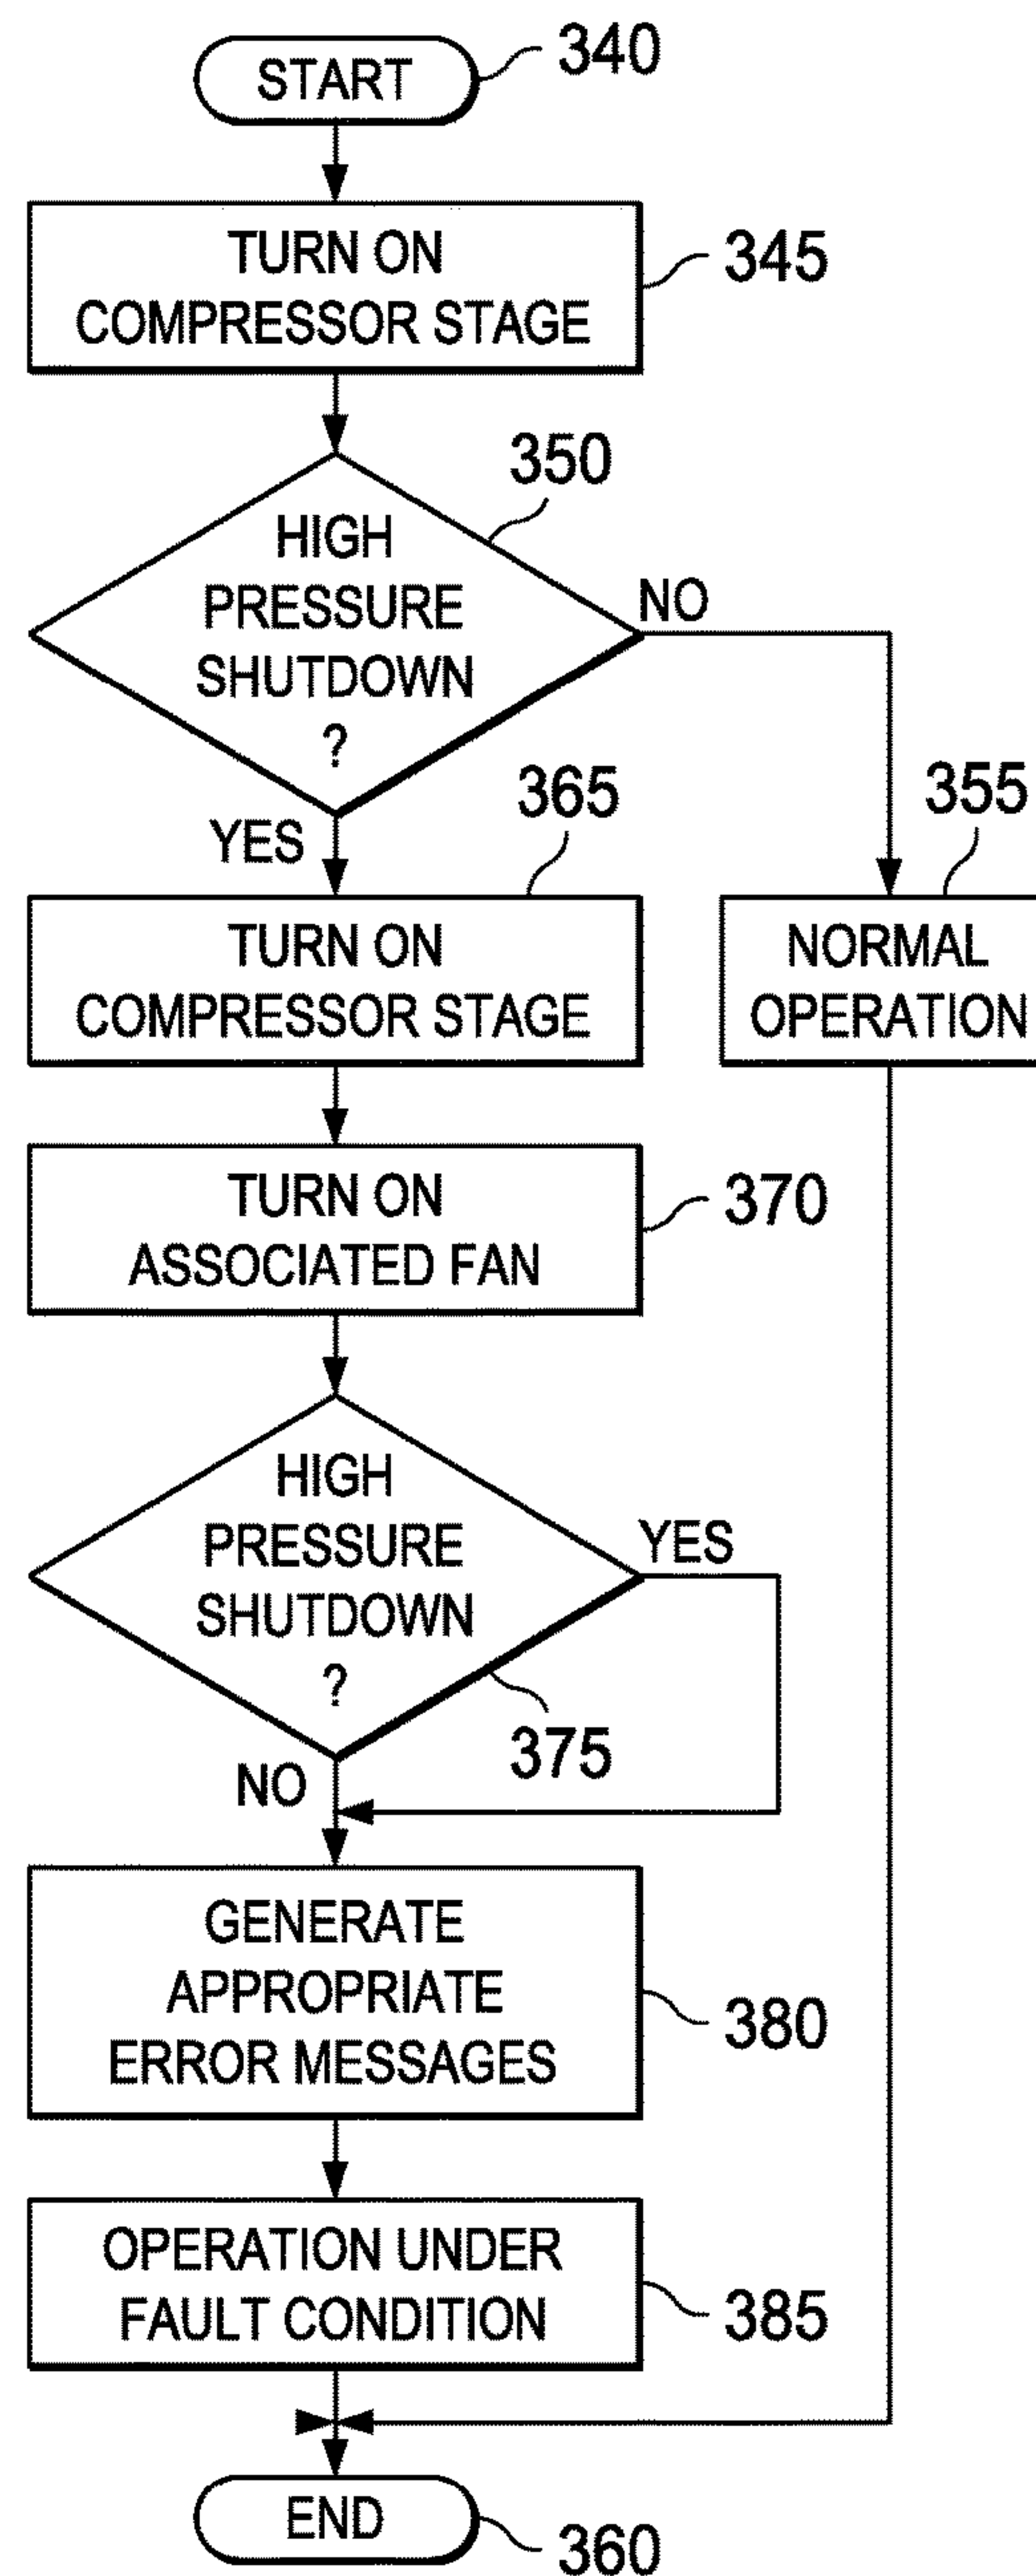 START
340
TURN ON
COMPRESSOR STAGE
345
350
HIGH
PRESSURE
SHUTDOWN
?
NO
YES
365
355
TURN ON
COMPRESSOR STAGE
NORMAL
OPERATION
TURN ON
ASSOCIATED FAN
370
HIGH
PRESSURE
SHUTDOWN
?
YES
375
NO
GENERATE
APPROPRIATE
ERROR MESSAGES
380
OPERATION UNDER
FAULT CONDITION
385
END
360